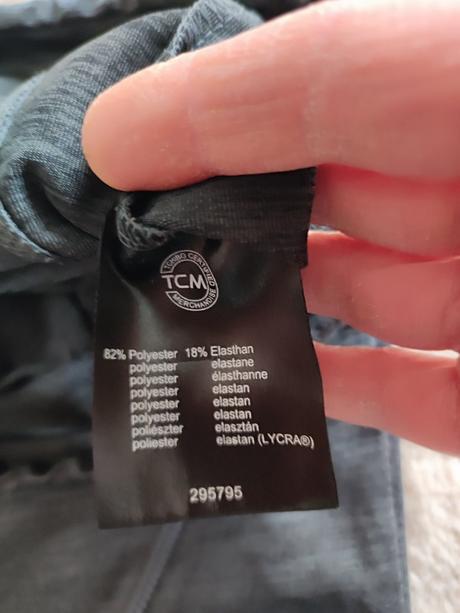 TCHIBO CERTIFIED
TCM
MERCHANDISE
82% Polyester 18% Elasthan
polyester elastane
polyester élasthanne
polyester elastan
polyester elastan
polyester elastan
poliészter elasztán
poliester elastan (LYCRA®)
295795